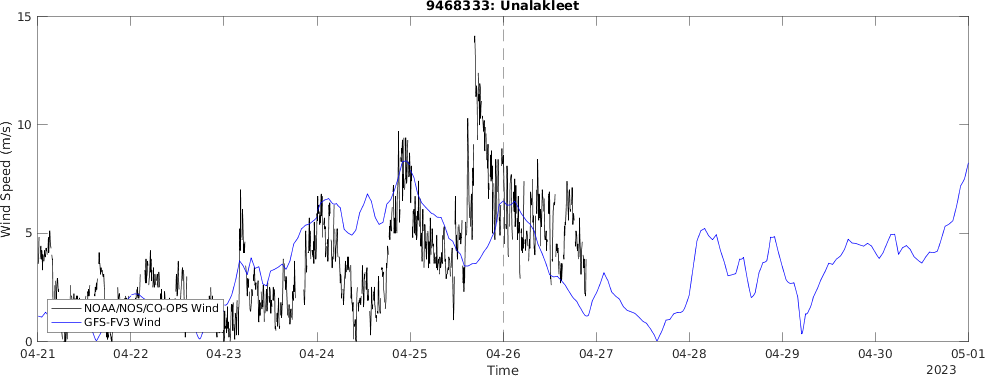 9468333: Unalakleet
15
10
5
0
Wind Speed (m/s)
NOAA/NOS/CO-OPS Wind
GFS-FV3 Wind
04-21 04-22 04-23 04-24 04-25 04-26 04-27 04-28 04-29 04-30 05-01
Time
2023